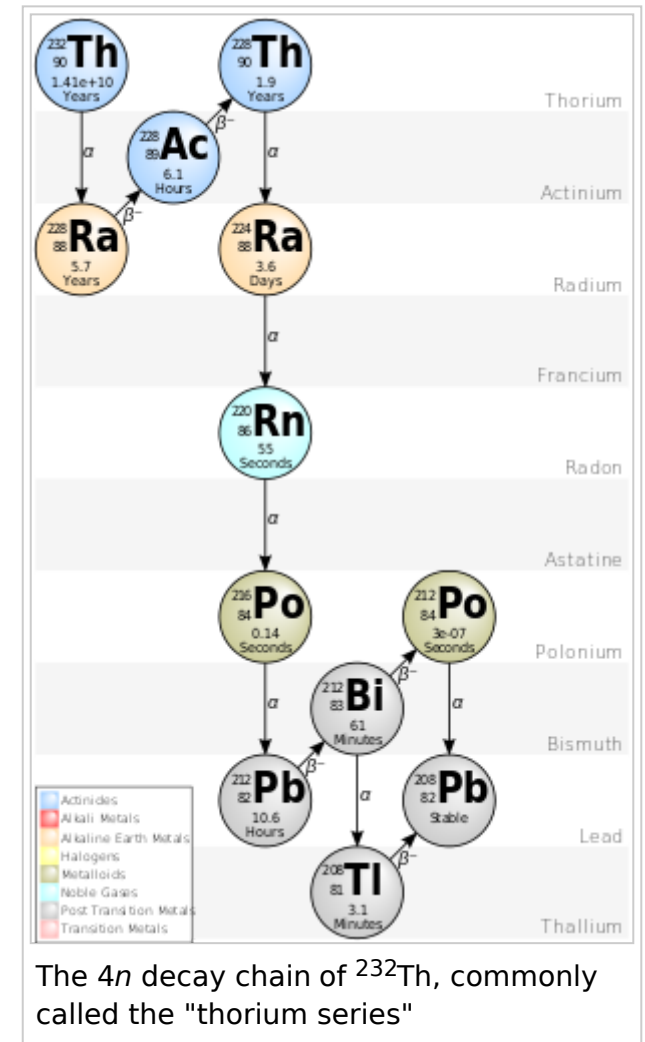 232
90
Th
1.41e+10
Years
228
90
Th
1.9
Years
Thorium
α
β⁻
228
89
Ac
6.1
Hours
α
Actinium
β⁻
228
88
Ra
5.7
Years
224
88
Ra
3.6
Days
Radium
α
Francium
220
86
Rn
55
Seconds
Radon
α
Astatine
216
84
Po
0.14
Seconds
212
84
Po
3e-07
Seconds
Polonium
α
β⁻
212
83
Bi
61
Minutes
α
Bismuth
β⁻
212
82
Pb
10.6
Hours
α
208
82
Pb
Stable
Lead
β⁻
208
81
Tl
3.1
Minutes
Thallium
Actinides
Alkali Metals
Alkaline Earth Metals
Halogens
Metalloids
Noble Gases
Post Transition Metals
Transition Metals
The 4n decay chain of ²³²Th, commonly
called the "thorium series"